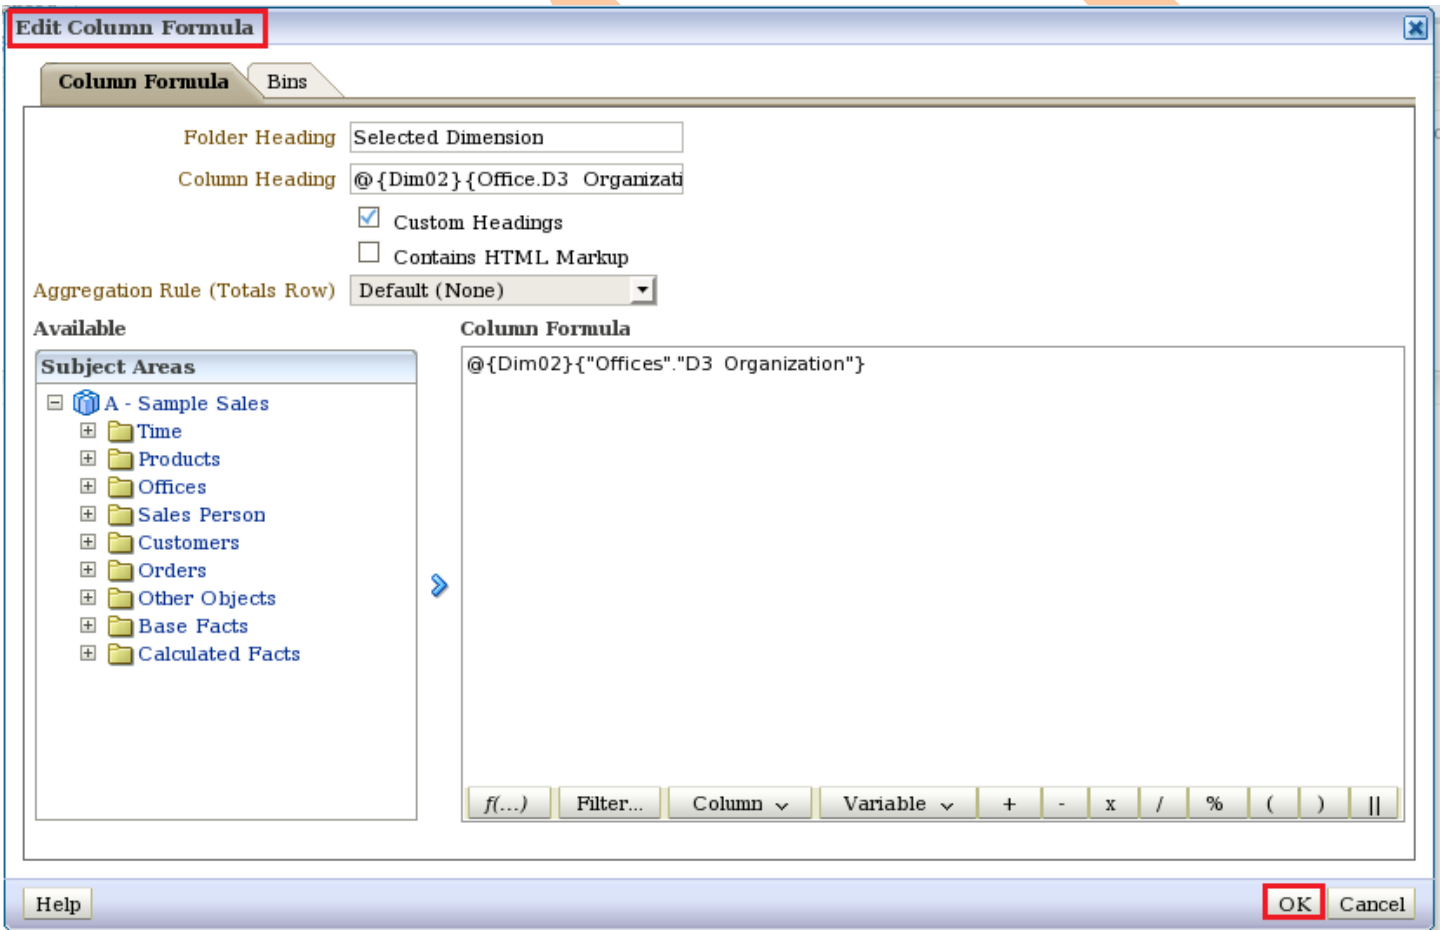 Edit Column Formula
Column Formula
Bins
Folder Heading
Selected Dimension
Column Heading
@{Dim02}{Office.D3 Organizati
Custom Headings
Contains HTML Markup
Aggregation Rule (Totals Row)
Default (None)
Available
Column Formula
Subject Areas
@{Dim02}{"Offices"."D3 Organization"}
A - Sample Sales
Time
Products
Offices
Sales Person
Customers
Orders
Other Objects
Base Facts
Calculated Facts
f(...)
Filter...
Column
Variable
+
-
x
/
%
(
)
||
Help
OK
Cancel